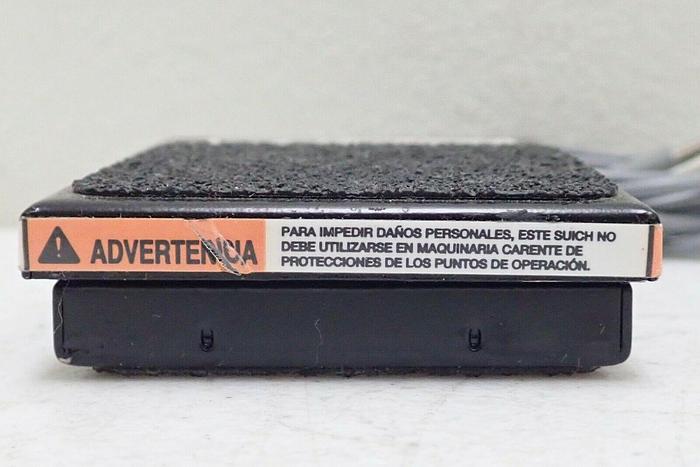 ADVERTENCIA
PARA IMPEDIR DAÑOS PERSONALES, ESTE SUICH NO
DEBE UTILIZARSE EN MAQUINARIA CARENTE DE
PROTECCIONES DE LOS PUNTOS DE OPERACIÓN.